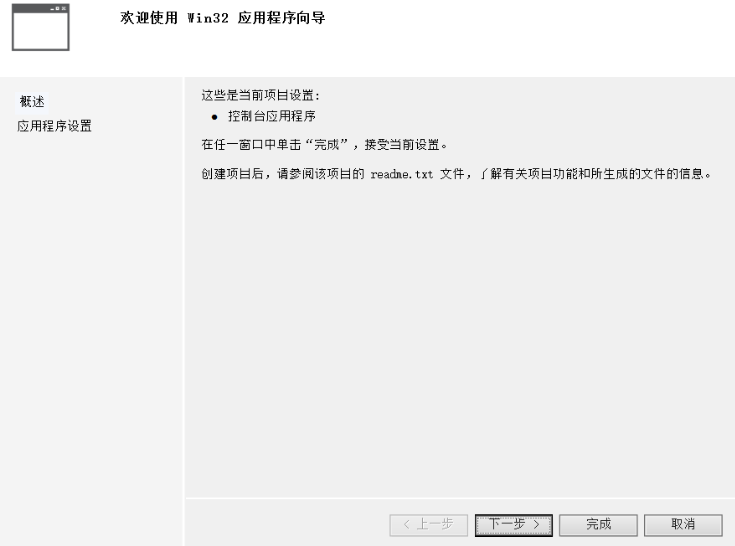 欢迎使用 Win32 应用程序向导
概述
应用程序设置
这些是当前项目设置:
• 控制台应用程序
在任一窗口中单击“完成”，接受当前设置。
创建项目后，请参阅该项目的 readme.txt 文件，了解有关项目功能和所生成的文件的信息。
< 上一步
下一步 >
完成
取消